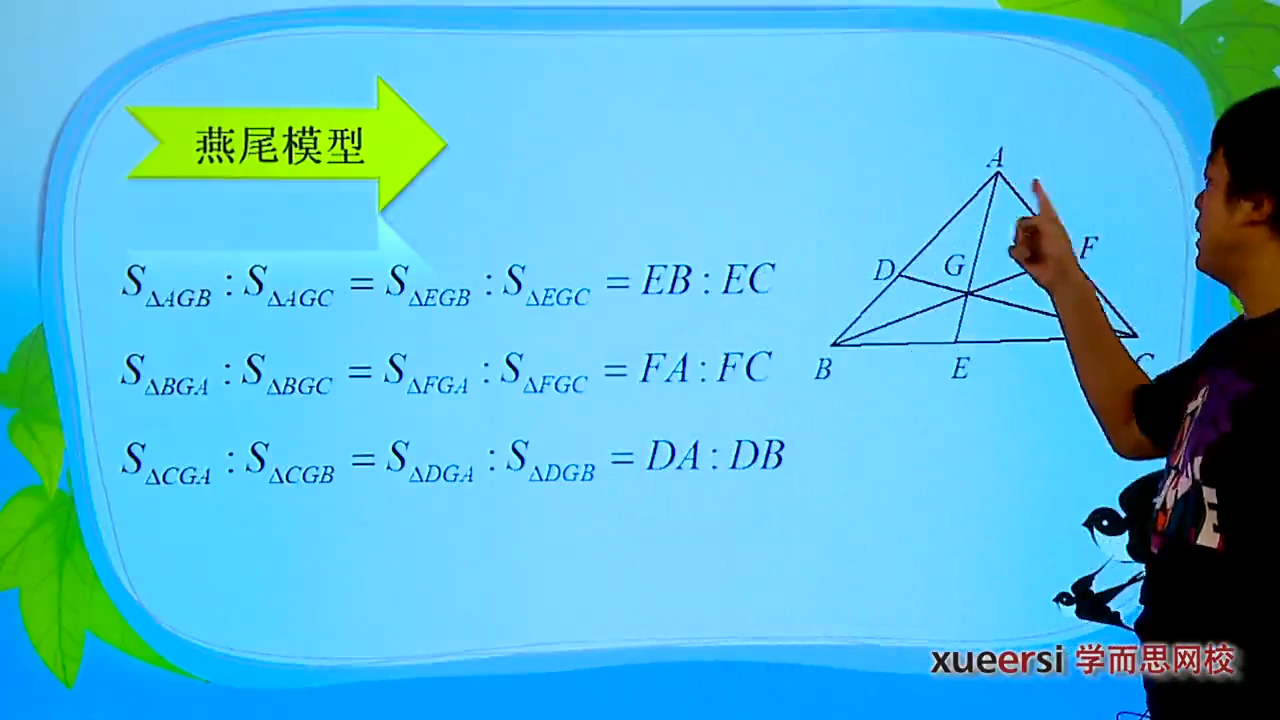 燕尾模型
S△AGB : S△AGC = S△EGB : S△EGC = EB : EC
S△BGA : S△BGC = S△FGA : S△FGC = FA : FC
S△CGA : S△CGB = S△DGA : S△DGB = DA : DB
A
D G F
B E C
xueersi 学而思网校